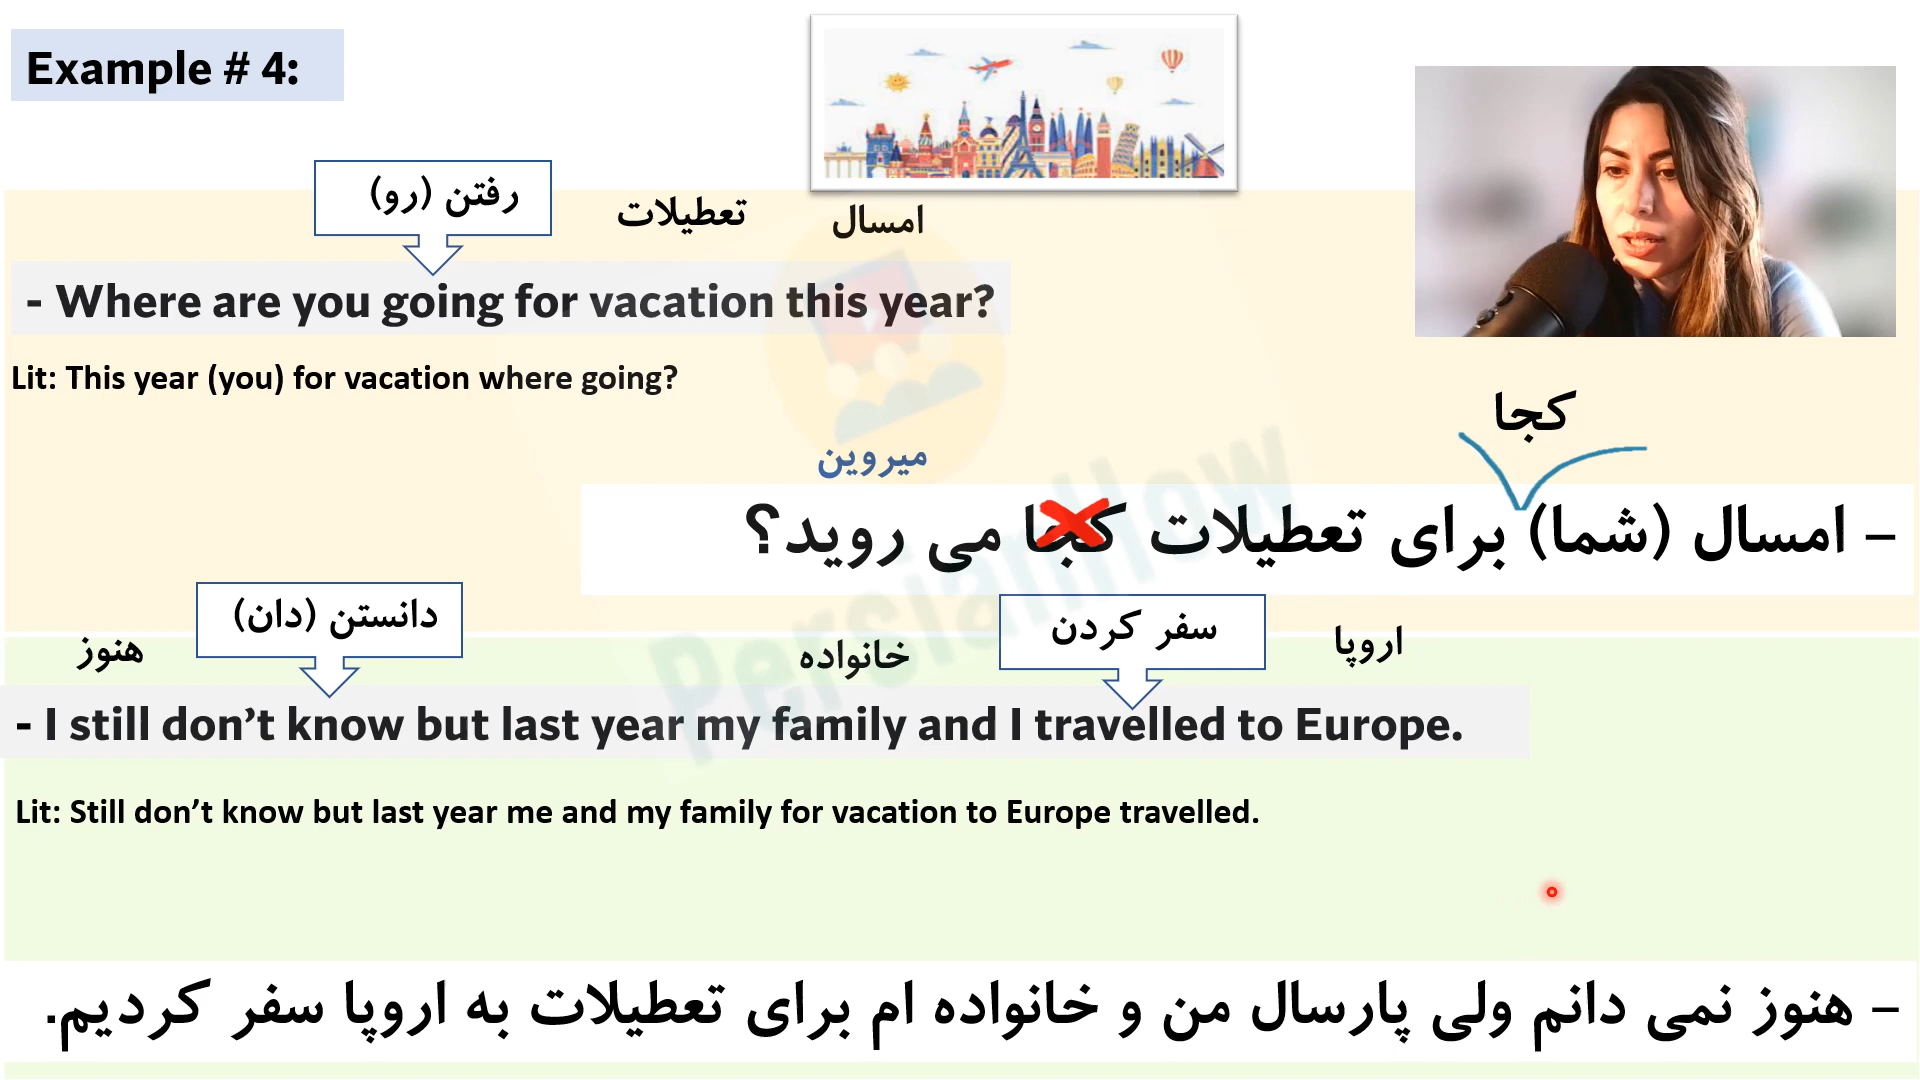 Example # 4:
رفتن (رو)
تعطیلات
امسال
- Where are you going for vacation this year?
Lit: This year (you) for vacation where going?
کجا
میروین
– امسال (شما) برای تعطیلات کجا می روید؟
هنوز
دانستن (دان)
خانواده
سفر کردن
اروپا
- I still don’t know but last year my family and I travelled to Europe.
Lit: Still don’t know but last year me and my family for vacation to Europe travelled.
– هنوز نمی دانم ولی پارسال من و خانواده ام برای تعطیلات به اروپا سفر کردیم.
PersianHow